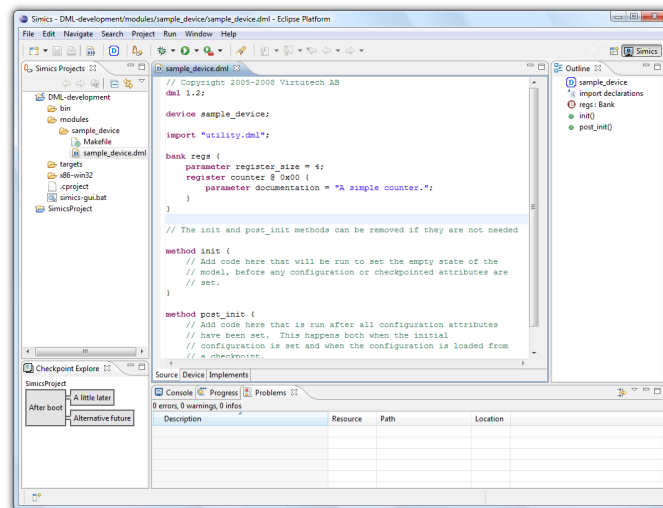 Simics - DML-development/modules/sample_device/sample_device.dml - Eclipse Platform
File Edit Navigate Search Project Run Window Help
Simics
Simics Projects
DML-development
bin
modules
sample_device
Makefile
sample_device.dml
targets
x86-win32
.cproject
simics-gui.bat
SimicsProject
sample_device.dml
// Copyright 2005-2008 Virtutech AB
dml 1.2;
device sample_device;
import "utility.dml";
bank regs {
parameter register_size = 4;
register counter @ 0x00 {
parameter documentation = "A simple counter.";
}
}
// The init and post_init methods can be removed if they are not needed
method init {
// Add code here that will be run to set the empty state of the
// model, before any configuration or checkpointed attributes are
// set.
}
method post_init {
// Add code here that is run after all configuration attributes
// have been set.  This happens both when the initial
// configuration is set and when the configuration is loaded from
// a checkpoint.
Source Device Implements
Outline
sample_device
import declarations
regs : Bank
init()
post_init()
Checkpoint Explore
SimicsProject
After boot
A little later
Alternative future
Console Progress Problems
0 errors, 0 warnings, 0 infos
Description Resource Path Location